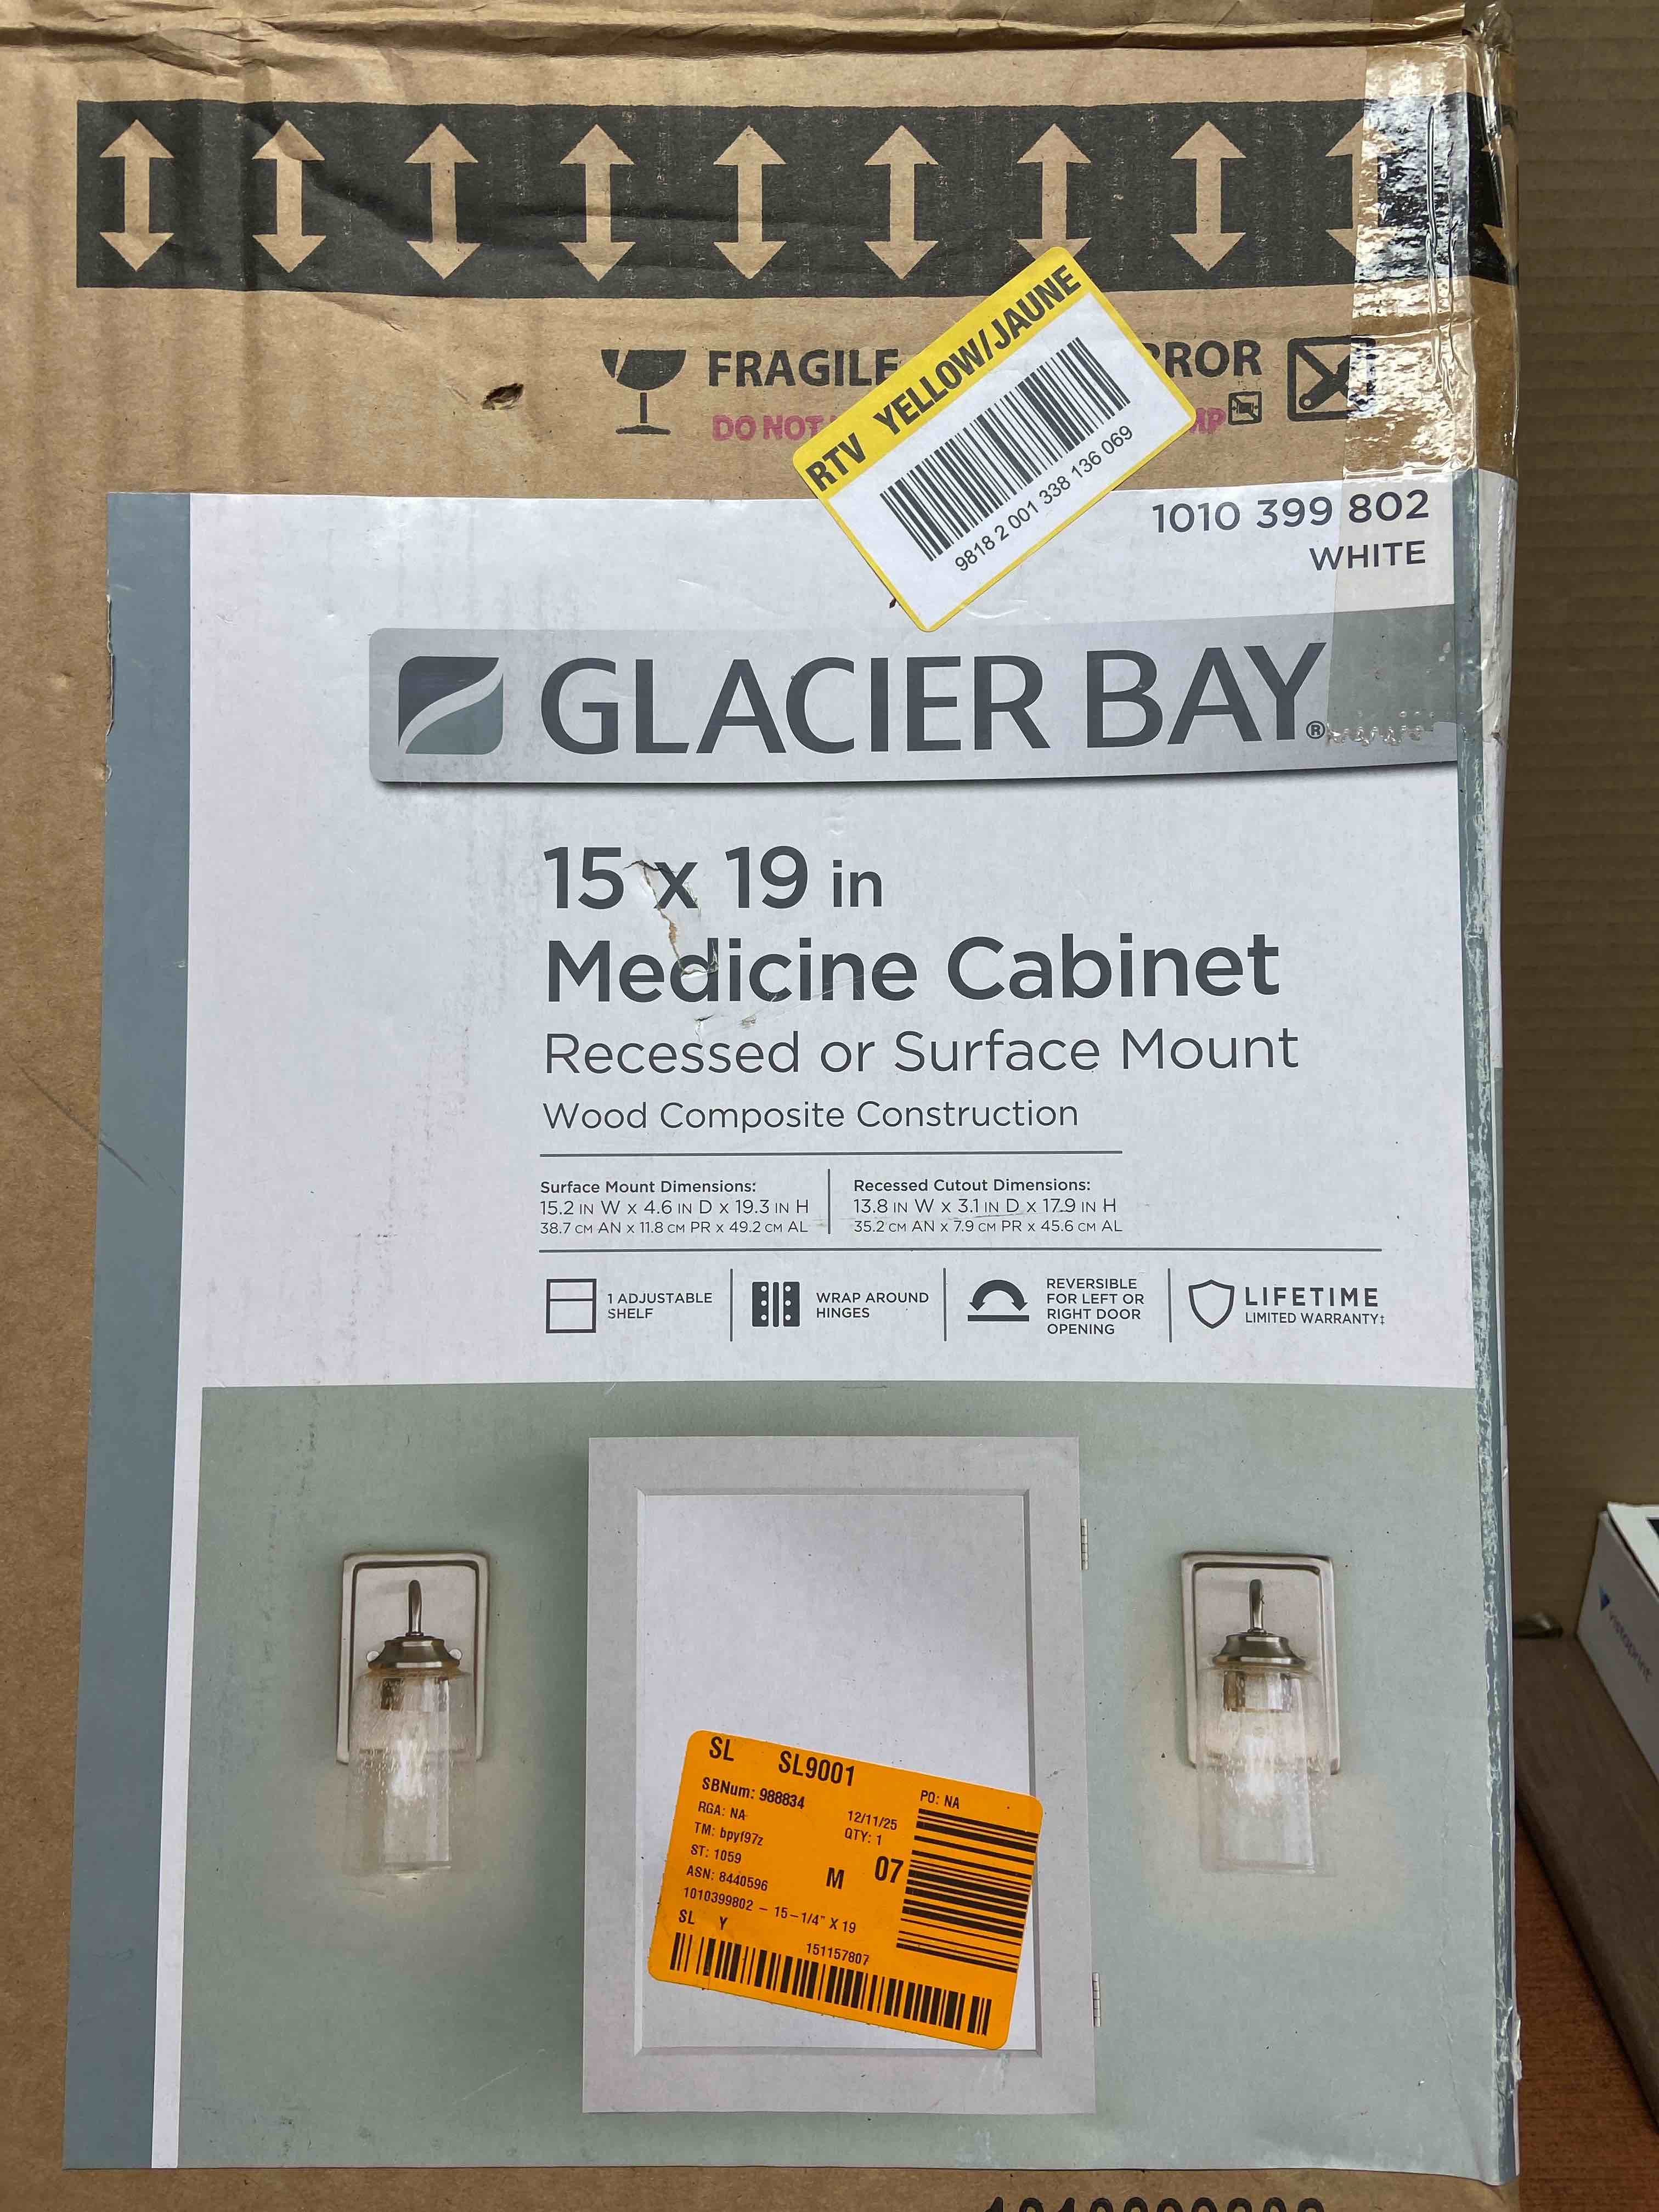 FRAGILE
RROR
DO NOT
MP
RTV YELLOW/JAUNE
9818 2 001 338 136 069
1010 399 802
WHITE
GLACIER BAY®
15 x 19 in
Medicine Cabinet
Recessed or Surface Mount
Wood Composite Construction
Surface Mount Dimensions:
15.2 IN W x 4.6 IN D x 19.3 IN H
38.7 CM AN x 11.8 CM PR x 49.2 CM AL
Recessed Cutout Dimensions:
13.8 IN W x 3.1 IN D x 17.9 IN H
35.2 CM AN x 7.9 CM PR x 45.6 CM AL
1 ADJUSTABLE
SHELF
WRAP AROUND
HINGES
REVERSIBLE
FOR LEFT OR
RIGHT DOOR
OPENING
LIFETIME
LIMITED WARRANTY‡
SL SL9001
SBNum: 988834 PO: NA
RGA: NA 12/11/25
TM: bpyf97z QTY: 1
ST: 1059 M 07
ASN: 8440596
1010399802 - 15-1/4" X 19
SL Y
151157807
vistaprint